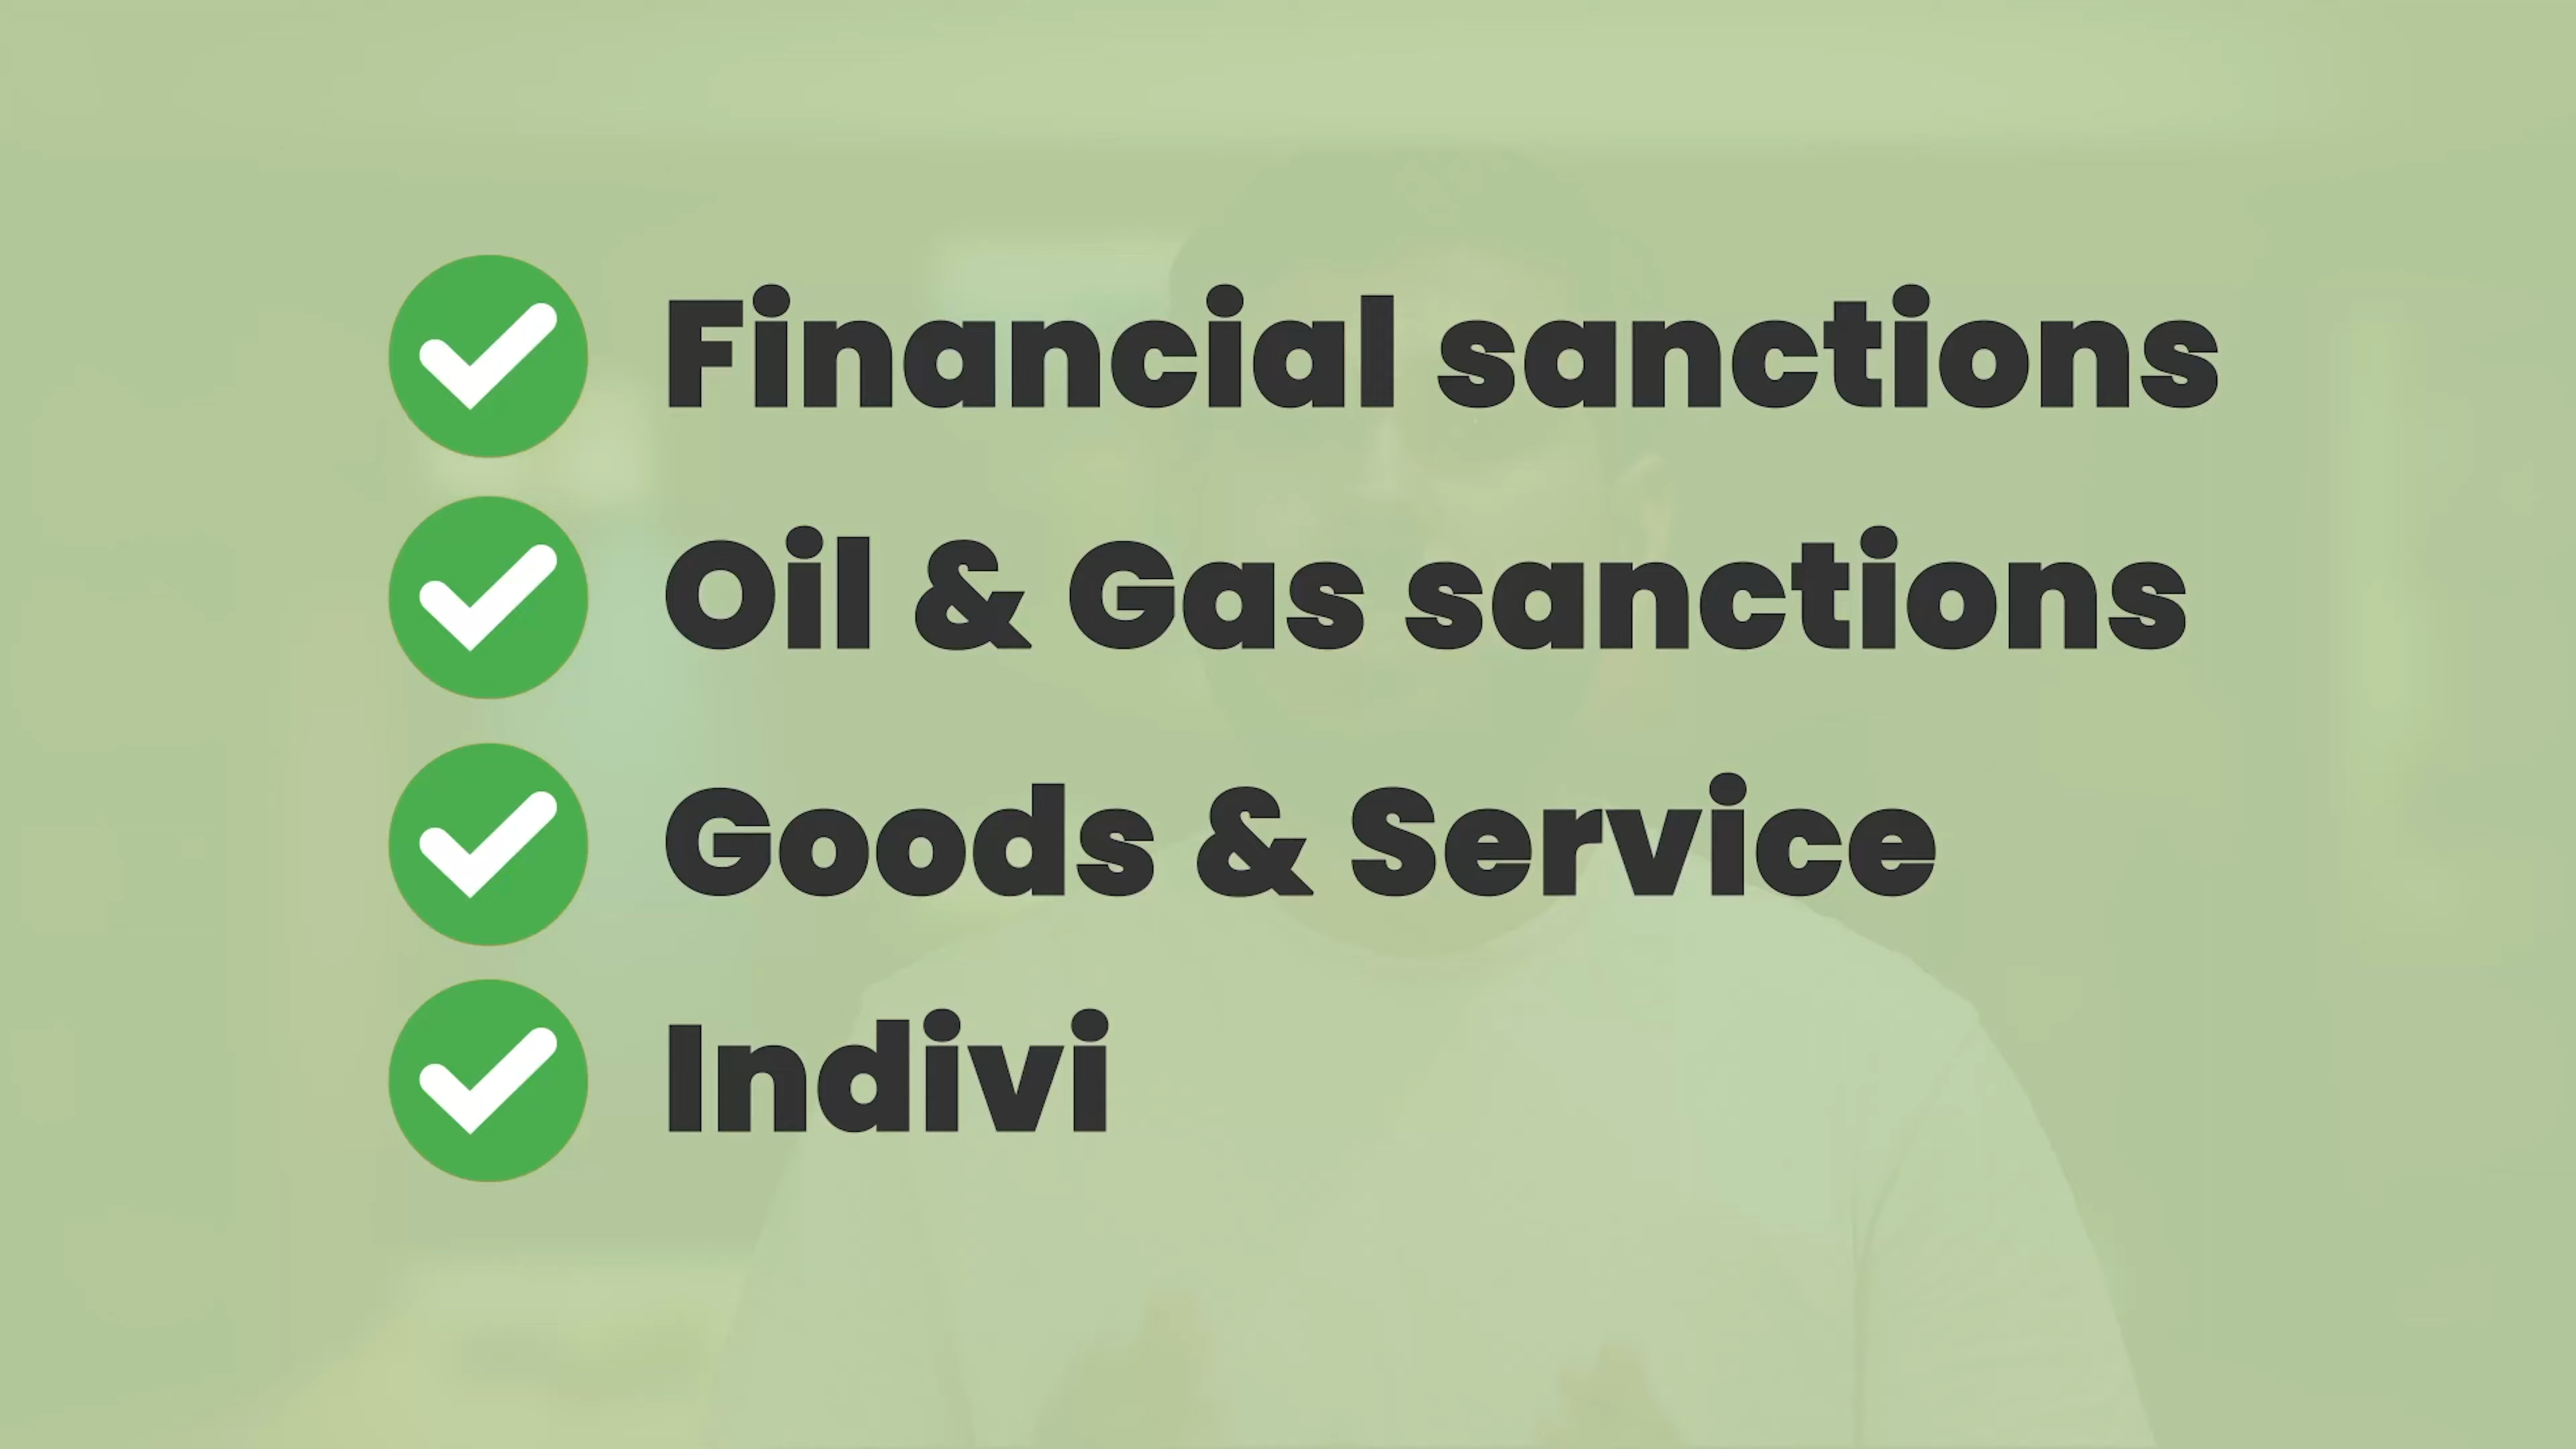 Financial sanctions
Oil & Gas sanctions
Goods & Service
Indivi